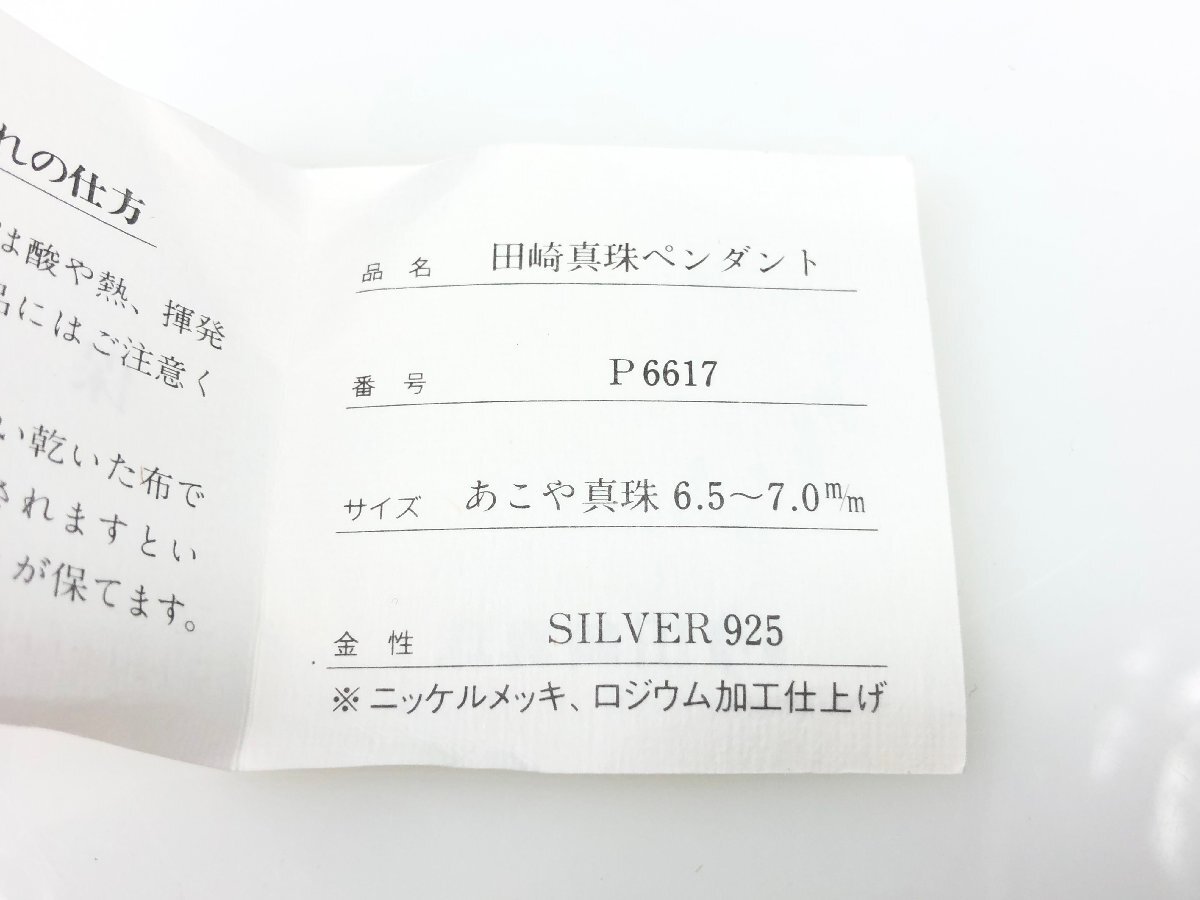 れの仕方
は酸や熱、揮発
品にはご注意く
い乾いた布で
されますとい
が保てます。
品 名 田崎真珠ペンダント
番 号 P6617
サイズ あこや真珠 6.5〜7.0m/m
金 性 SILVER 925
※ニッケルメッキ、ロジウム加工仕上げ